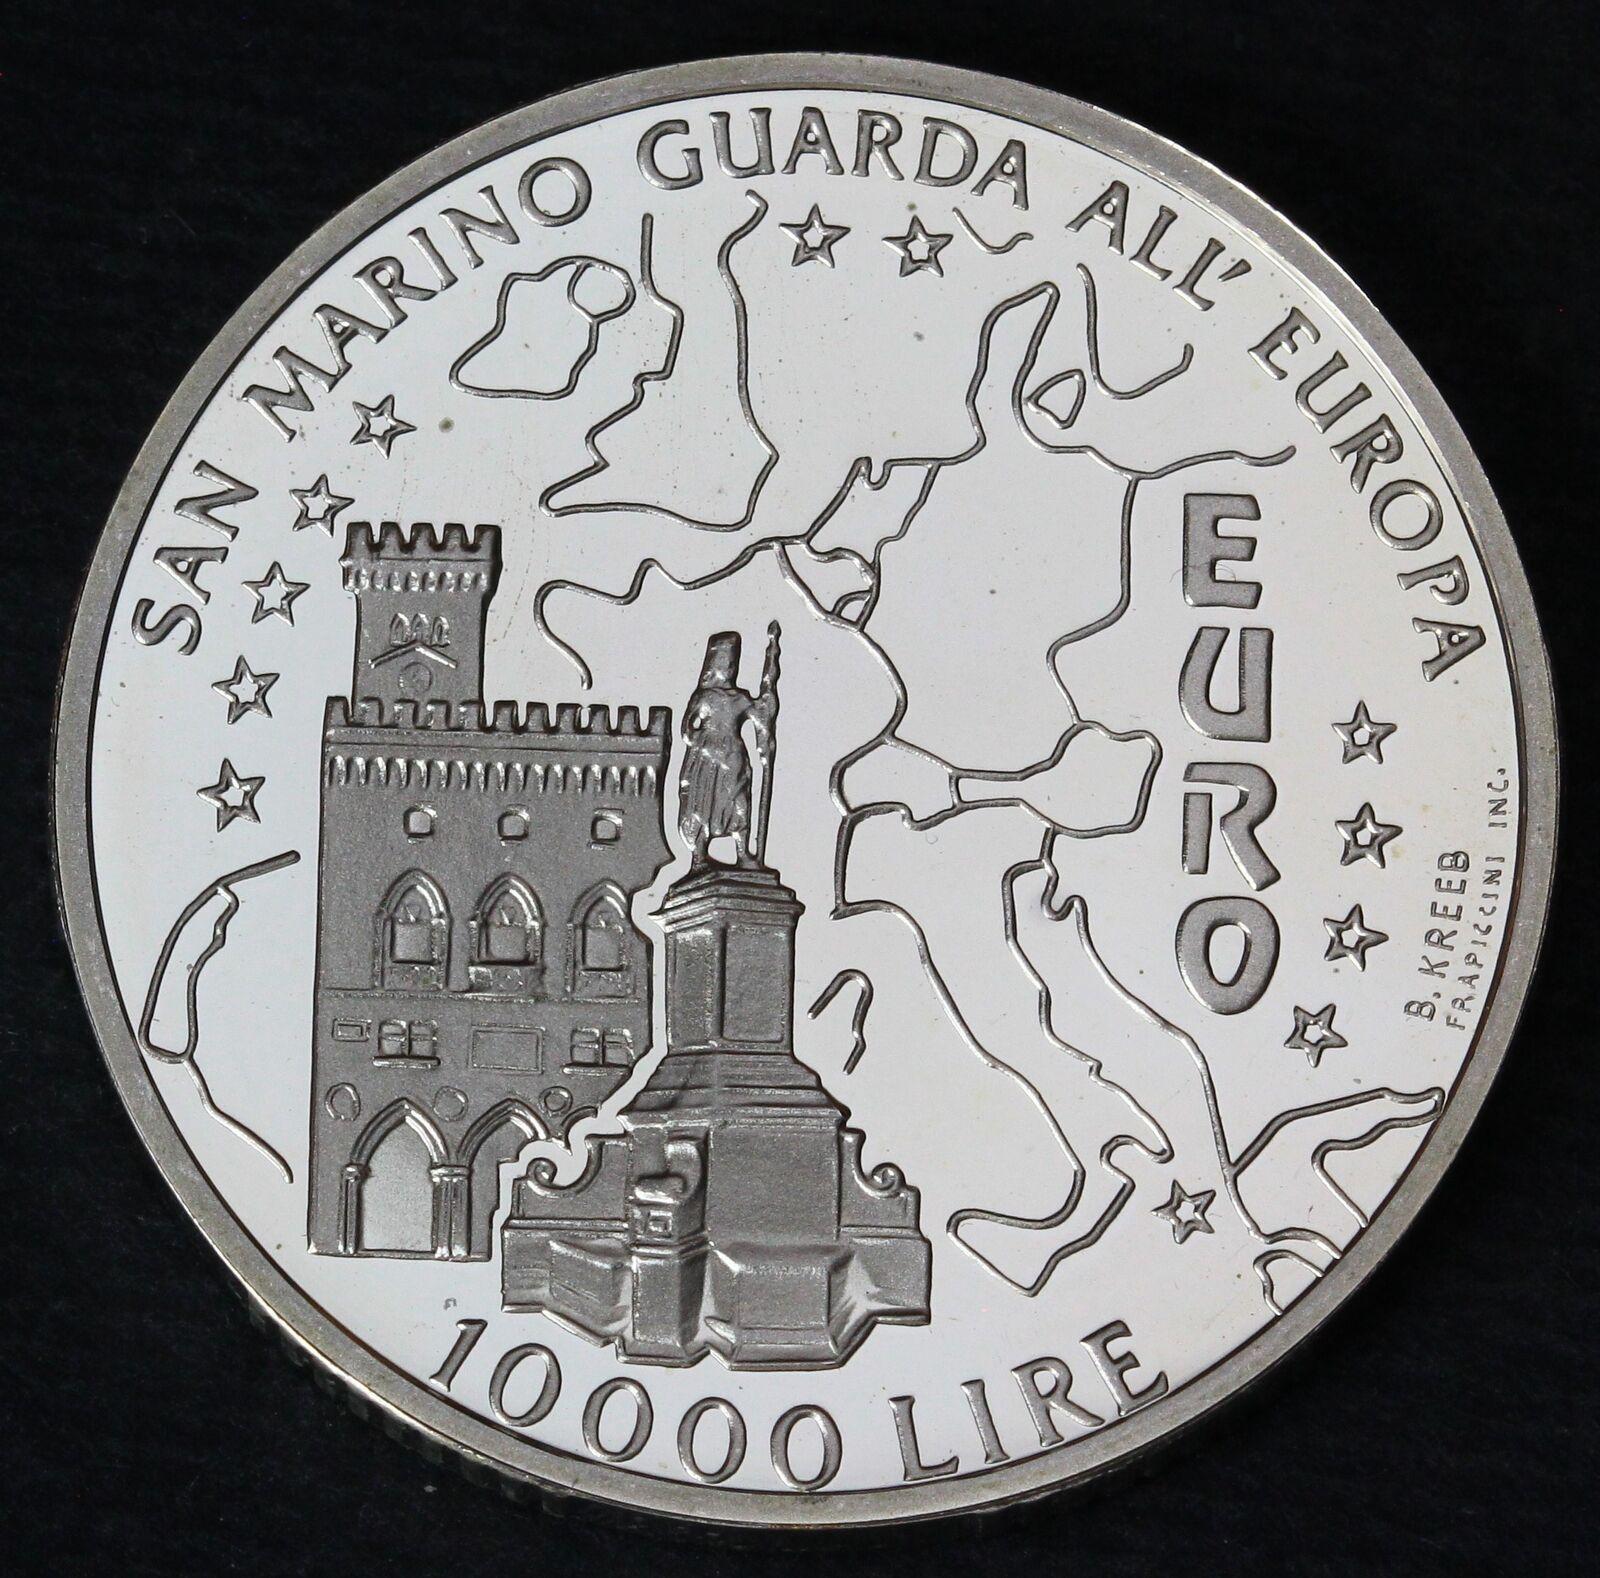 SAN MARINO GUARDA ALL' EUROPA
EURO
B. KREEB
FRAPICCINI INC.
10000 LIRE